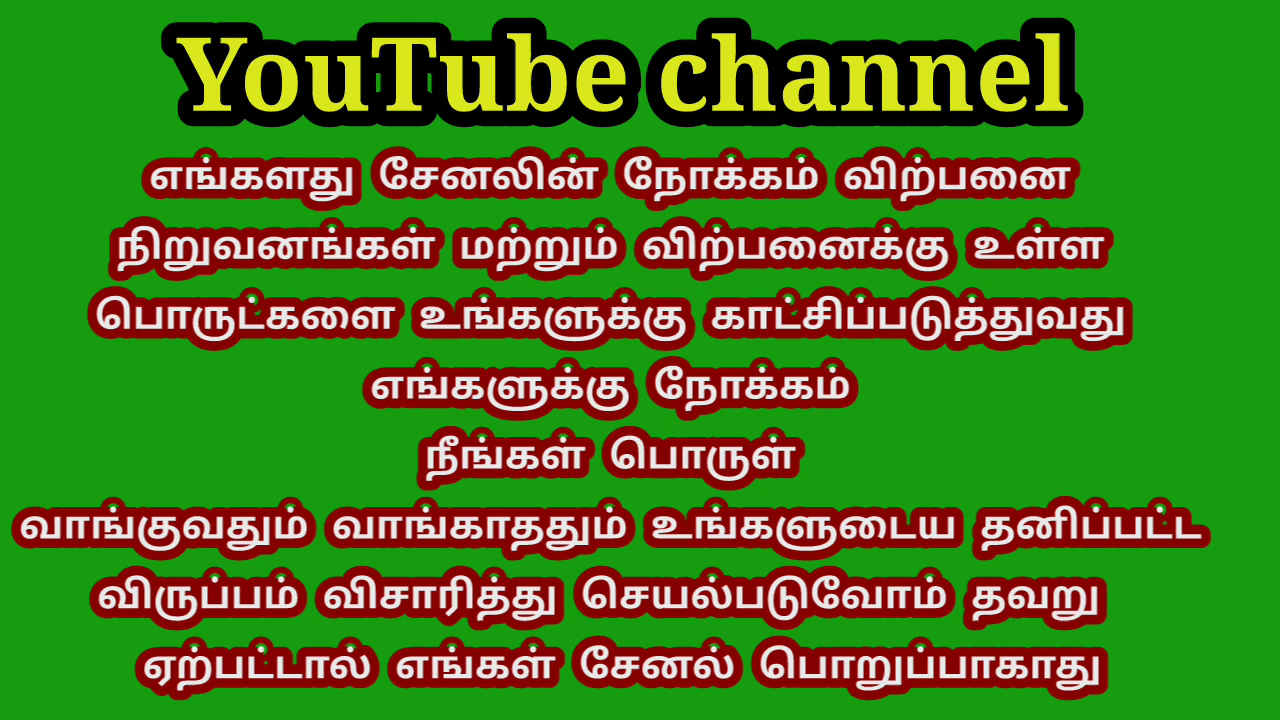 YouTube channel
எங்களது சேனலின் நோக்கம் விற்பனை
நிறுவனங்கள் மற்றும் விற்பனைக்கு உள்ள
பொருட்களை உங்களுக்கு காட்சிப்படுத்துவது
எங்களுக்கு நோக்கம்
நீங்கள் பொருள்
வாங்குவதும் வாங்காததும் உங்களுடைய தனிப்பட்ட
விருப்பம் விசாரித்து செயல்படுவோம் தவறு
ஏற்பட்டால் எங்கள் சேனல் பொறுப்பாகாது